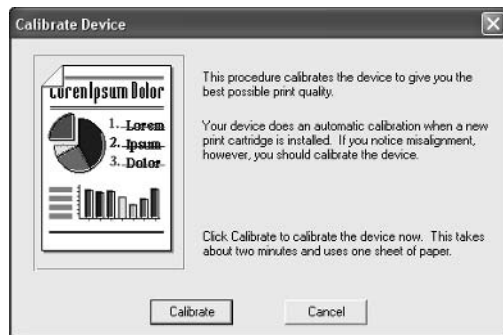 Calibrate Device
Lorem Ipsum Dolor
1. Lorem
2. Ipsum
3. Dolor
This procedure calibrates the device to give you the
best possible print quality.
Your device does an automatic calibration when a new
print cartridge is installed. If you notice misalignment,
however, you should calibrate the device.
Click Calibrate to calibrate the device now. This takes
about two minutes and uses one sheet of paper.
Calibrate
Cancel